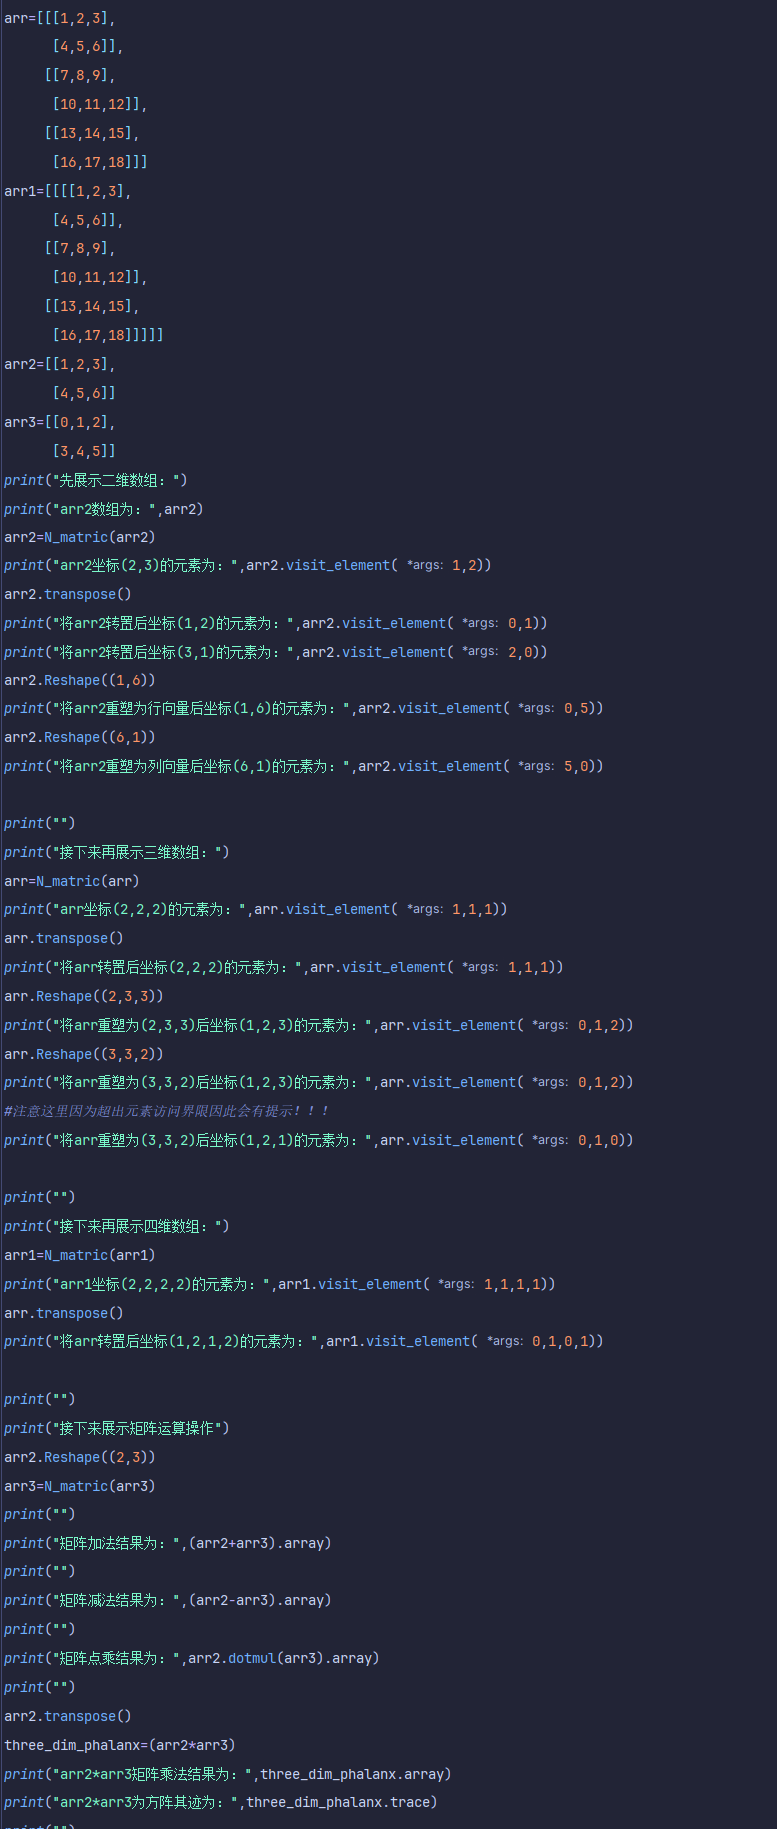 arr=[[[1,2,3],
[4,5,6]],
[[7,8,9],
[10,11,12]],
[[13,14,15],
[16,17,18]]]
arr1=[[[[1,2,3],
[4,5,6]],
[[7,8,9],
[10,11,12]],
[[13,14,15],
[16,17,18]]]]]
arr2=[[1,2,3],
[4,5,6]]
arr3=[[0,1,2],
[3,4,5]]
print("先展示二维数组：")
print("arr2数组为：",arr2)
arr2=N_matric(arr2)
print("arr2坐标(2,3)的元素为：",arr2.visit_element( *args: 1,2))
arr2.transpose()
print("将arr2转置后坐标(1,2)的元素为：",arr2.visit_element( *args: 0,1))
print("将arr2转置后坐标(3,1)的元素为：",arr2.visit_element( *args: 2,0))
arr2.Reshape((1,6))
print("将arr2重塑为行向量后坐标(1,6)的元素为：",arr2.visit_element( *args: 0,5))
arr2.Reshape((6,1))
print("将arr2重塑为列向量后坐标(6,1)的元素为：",arr2.visit_element( *args: 5,0))
print("")
print("接下来再展示三维数组：")
arr=N_matric(arr)
print("arr坐标(2,2,2)的元素为：",arr.visit_element( *args: 1,1,1))
arr.transpose()
print("将arr转置后坐标(2,2,2)的元素为：",arr.visit_element( *args: 1,1,1))
arr.Reshape((2,3,3))
print("将arr重塑为(2,3,3)后坐标(1,2,3)的元素为：",arr.visit_element( *args: 0,1,2))
arr.Reshape((3,3,2))
print("将arr重塑为(3,3,2)后坐标(1,2,3)的元素为：",arr.visit_element( *args: 0,1,2))
#注意这里因为超出元素访问界限因此会有提示！！！
print("将arr重塑为(3,3,2)后坐标(1,2,1)的元素为：",arr.visit_element( *args: 0,1,0))
print("")
print("接下来再展示四维数组：")
arr1=N_matric(arr1)
print("arr1坐标(2,2,2,2)的元素为：",arr1.visit_element( *args: 1,1,1,1))
arr.transpose()
print("将arr转置后坐标(1,2,1,2)的元素为：",arr1.visit_element( *args: 0,1,0,1))
print("")
print("接下来展示矩阵运算操作")
arr2.Reshape((2,3))
arr3=N_matric(arr3)
print("")
print("矩阵加法结果为：",(arr2+arr3).array)
print("")
print("矩阵减法结果为：",(arr2-arr3).array)
print("")
print("矩阵点乘结果为：",arr2.dotmul(arr3).array)
print("")
arr2.transpose()
three_dim_phalanx=(arr2*arr3)
print("arr2*arr3矩阵乘法结果为：",three_dim_phalanx.array)
print("arr2*arr3为方阵其迹为：",three_dim_phalanx.trace)
print("")